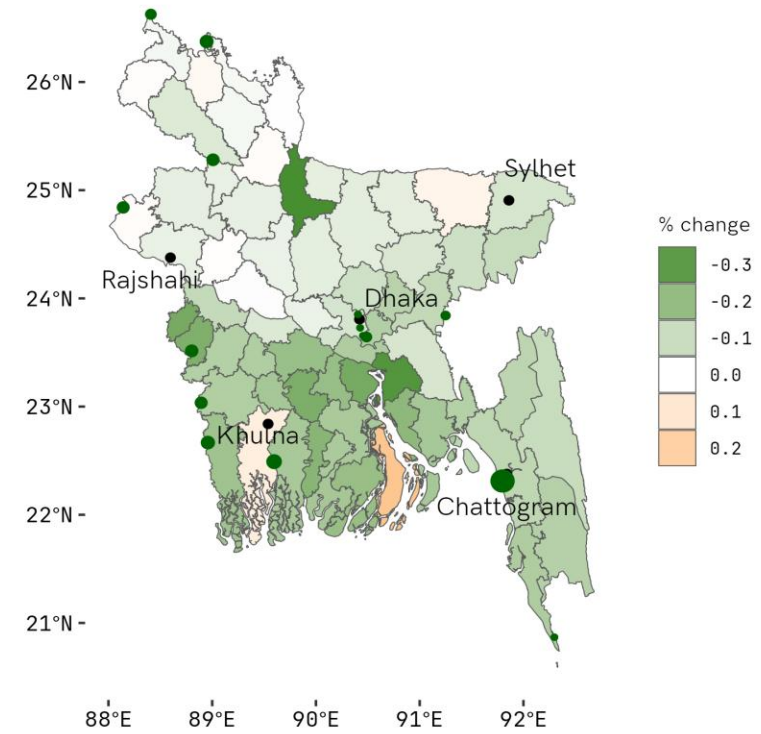 26°N
25°N
24°N
23°N
22°N
21°N
88°E 89°E 90°E 91°E 92°E
Sylhet
Rajshahi
Dhaka
Khulna
Chattogram
% change
-0.3
-0.2
-0.1
0.0
0.1
0.2